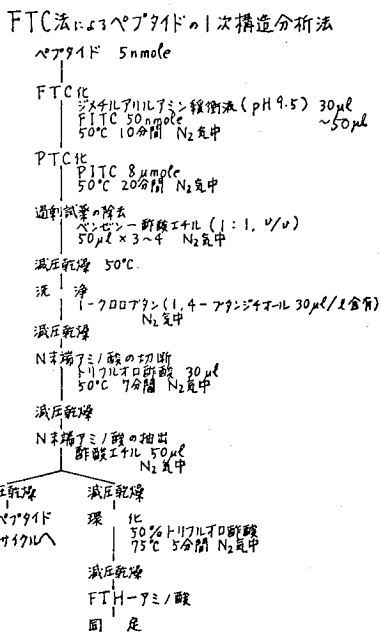 FTC法によるペプタイドの1次構造分析法
ペプタイド 5nmole
FTC化
ジメチルアリルアミン緩衝液(pH9.5) 30μl
FITC 50nmole ~50μl
50℃ 10分間 N₂気中
PTC化
PITC 8μmole
50℃ 20分間 N₂気中
過剰試薬の除去
ベンゼン-酢酸エチル(1:1, v/v)
50μl×3~4 N₂気中
減圧乾燥 50℃
洗浄
1-クロロブタン(1,4-ブタンジチオール 30μl/l含有)
N₂気中
減圧乾燥
N末端アミノ酸の切断
トリフルオロ酢酸 30μl
50℃ 7分間 N₂気中
減圧乾燥
N末端アミノ酸の抽出
酢酸エチル 50μl
N₂気中
圧乾燥 減圧乾燥
ペプタイド 環化
サイクルへ 50%トリフルオロ酢酸
75℃ 5分間 N₂気中
減圧乾燥
FTH-アミノ酸
同定